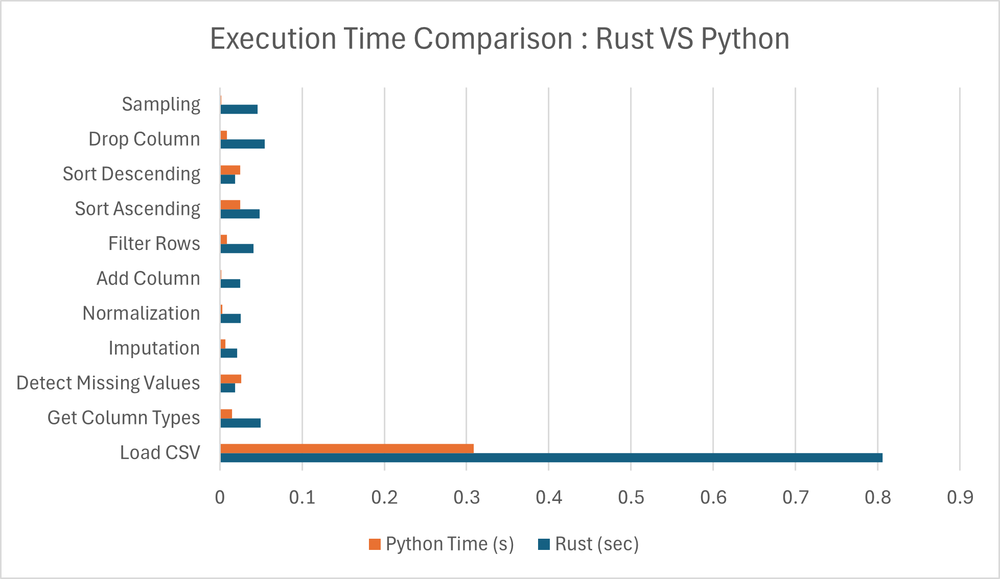 Execution Time Comparison : Rust VS Python
Sampling
Drop Column
Sort Descending
Sort Ascending
Filter Rows
Add Column
Normalization
Imputation
Detect Missing Values
Get Column Types
Load CSV
0 0.1 0.2 0.3 0.4 0.5 0.6 0.7 0.8 0.9
Python Time (s) Rust (sec)